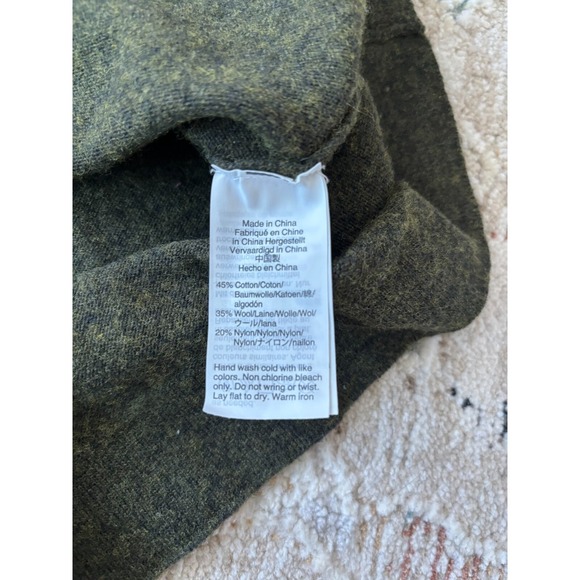 Made in China
Fabriqué en Chine
In China Hergestellt
Vervaardigd in China
中国製
Hecho en China
45% Cotton/Coton/
Baumwolle/Katoen/綿/
algodón
35% Wool/Laine/Wolle/Wol/
ウール/lana
20% Nylon/Nylon/Nylon/
Nylon/ナイロン/nailon
Hand wash cold with like
colors. Non chlorine bleach
only. Do not wring or twist.
Lay flat to dry. Warm iron